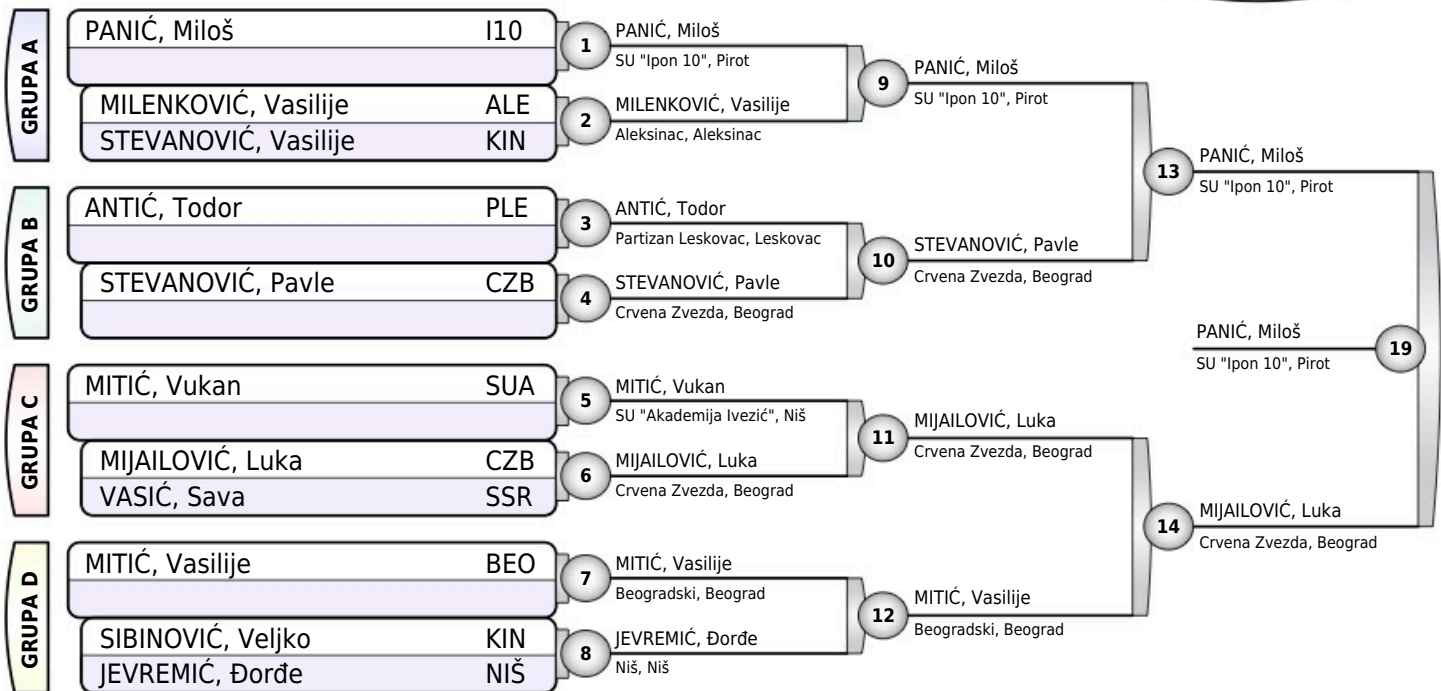 GRUPA A
PANIĆ, Miloš I10
MILENKOVIĆ, Vasilije ALE
STEVANOVIĆ, Vasilije KIN
GRUPA B
ANTIĆ, Todor PLE
STEVANOVIĆ, Pavle CZB
GRUPA C
MITIĆ, Vukan SUA
MIJAILOVIĆ, Luka CZB
VASIĆ, Sava SSR
GRUPA D
MITIĆ, Vasilije BEO
SIBINOVIĆ, Veljko KIN
JEVREMIĆ, Đorđe NIŠ
1
PANIĆ, Miloš
SU "Ipon 10", Pirot
2
MILENKOVIĆ, Vasilije
Aleksinac, Aleksinac
3
ANTIĆ, Todor
Partizan Leskovac, Leskovac
4
STEVANOVIĆ, Pavle
Crvena Zvezda, Beograd
5
MITIĆ, Vukan
SU "Akademija Ivezić", Niš
6
MIJAILOVIĆ, Luka
Crvena Zvezda, Beograd
7
MITIĆ, Vasilije
Beogradski, Beograd
8
JEVREMIĆ, Đorđe
Niš, Niš
9
PANIĆ, Miloš
SU "Ipon 10", Pirot
10
STEVANOVIĆ, Pavle
Crvena Zvezda, Beograd
11
MIJAILOVIĆ, Luka
Crvena Zvezda, Beograd
12
MITIĆ, Vasilije
Beogradski, Beograd
13
PANIĆ, Miloš
SU "Ipon 10", Pirot
14
MIJAILOVIĆ, Luka
Crvena Zvezda, Beograd
PANIĆ, Miloš
SU "Ipon 10", Pirot
19